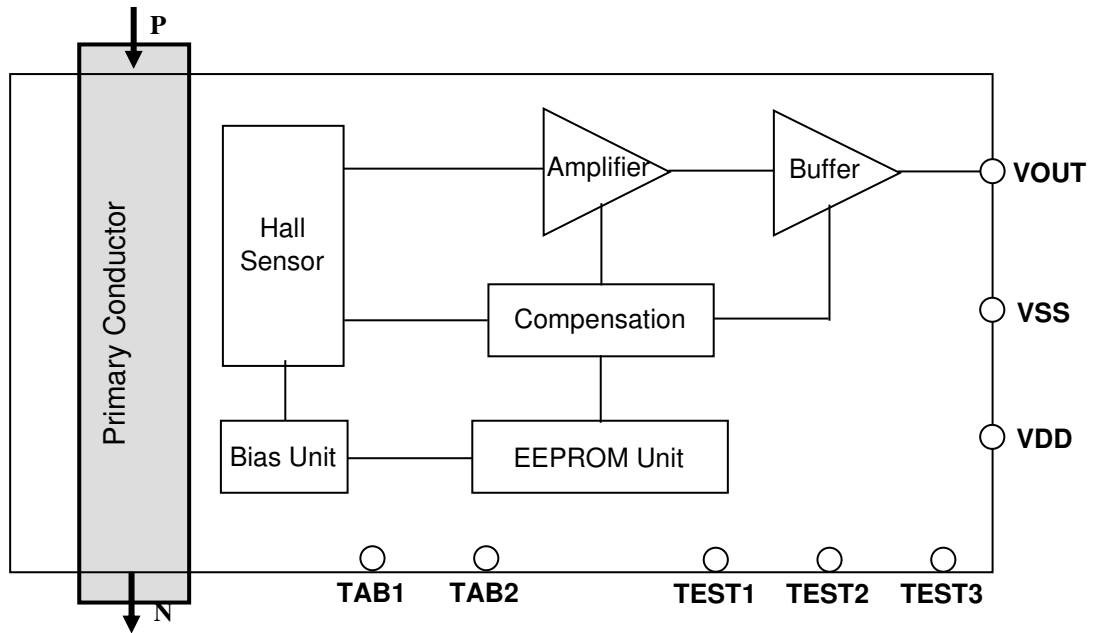 P
Primary Conductor
Hall
Sensor
Amplifier
Buffer
VOUT
Compensation
VSS
Bias Unit
EEPROM Unit
VDD
TAB1
TAB2
TEST1
TEST2
TEST3
N